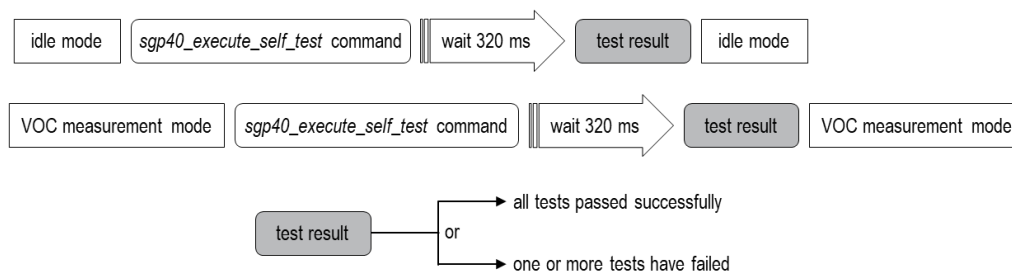 idle mode sgp40_execute_self_test command wait 320 ms test result idle mode
VOC measurement mode sgp40_execute_self_test command wait 320 ms test result VOC measurement mode
all tests passed successfully
test result or
one or more tests have failed